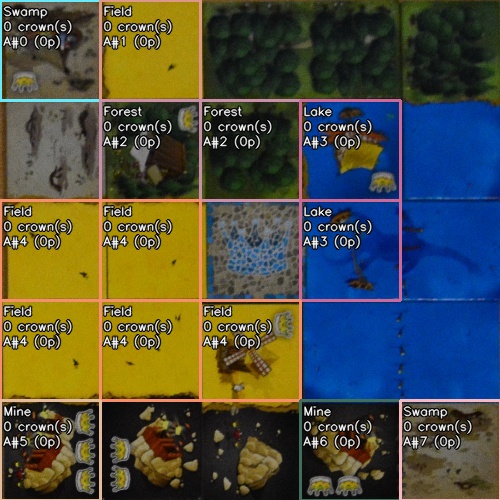 Swamp
0 crown(s)
A#0 (0p)
Field
0 crown(s)
A#1 (0p)
Forest
0 crown(s)
A#2 (0p)
Forest
0 crown(s)
A#2 (0p)
Lake
0 crown(s)
A#3 (0p)
Field
0 crown(s)
A#4 (0p)
Field
0 crown(s)
A#4 (0p)
Lake
0 crown(s)
A#3 (0p)
Field
0 crown(s)
A#4 (0p)
Field
0 crown(s)
A#4 (0p)
Field
0 crown(s)
A#4 (0p)
Mine
0 crown(s)
A#5 (0p)
Mine
0 crown(s)
A#6 (0p)
Swamp
0 crown(s)
A#7 (0p)